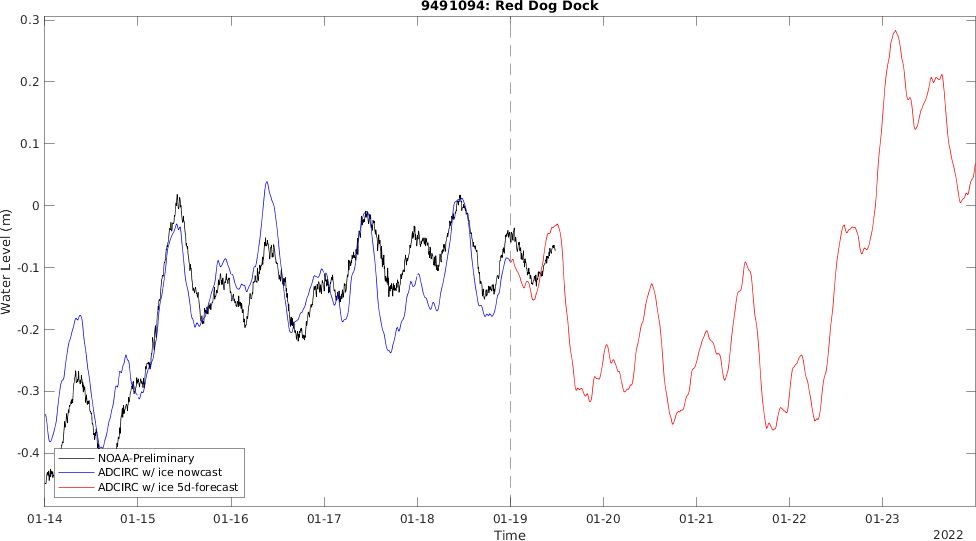 9491094: Red Dog Dock
Water Level (m)
0.3
0.2
0.1
0
-0.1
-0.2
-0.3
-0.4
NOAA-Preliminary
ADCIRC w/ ice nowcast
ADCIRC w/ ice 5d-forecast
01-14 01-15 01-16 01-17 01-18 01-19 01-20 01-21 01-22 01-23
Time
2022